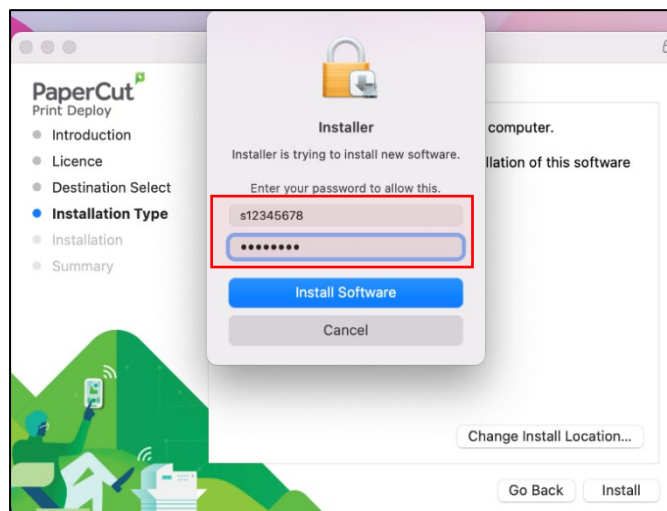 PaperCut
Print Deploy
Introduction
Licence
Destination Select
Installation Type
Installation
Summary
Installer
Installer is trying to install new software.
Enter your password to allow this.
s12345678
••••••••
Install Software
Cancel
computer.
llation of this software
Change Install Location...
Go Back
Install